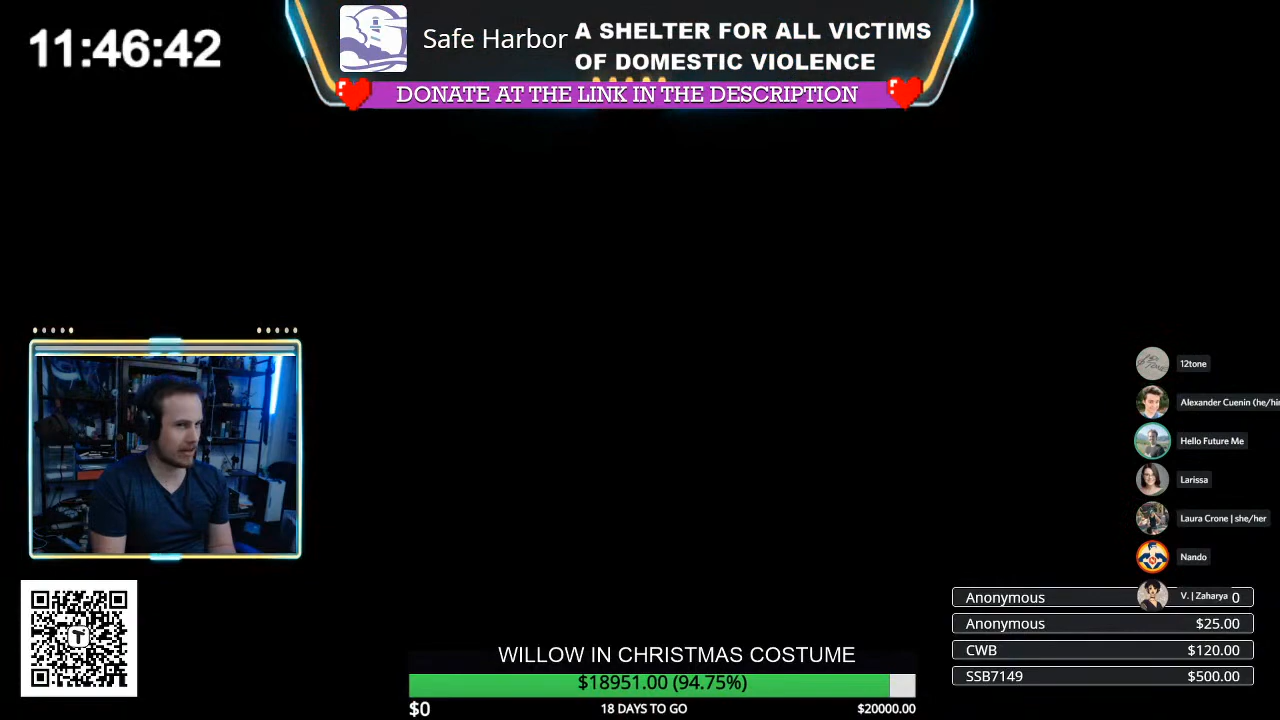 11:46:42
Safe Harbor
A SHELTER FOR ALL VICTIMS
OF DOMESTIC VIOLENCE
DONATE AT THE LINK IN THE DESCRIPTION
12tone
Alexander Cuenin (he/hi
Hello Future Me
Larissa
Laura Crone | she/her
Nando
V. | Zaharya
Anonymous 0
Anonymous $25.00
CWB $120.00
SSB7149 $500.00
WILLOW IN CHRISTMAS COSTUME
$18951.00 (94.75%)
$0 18 DAYS TO GO $20000.00